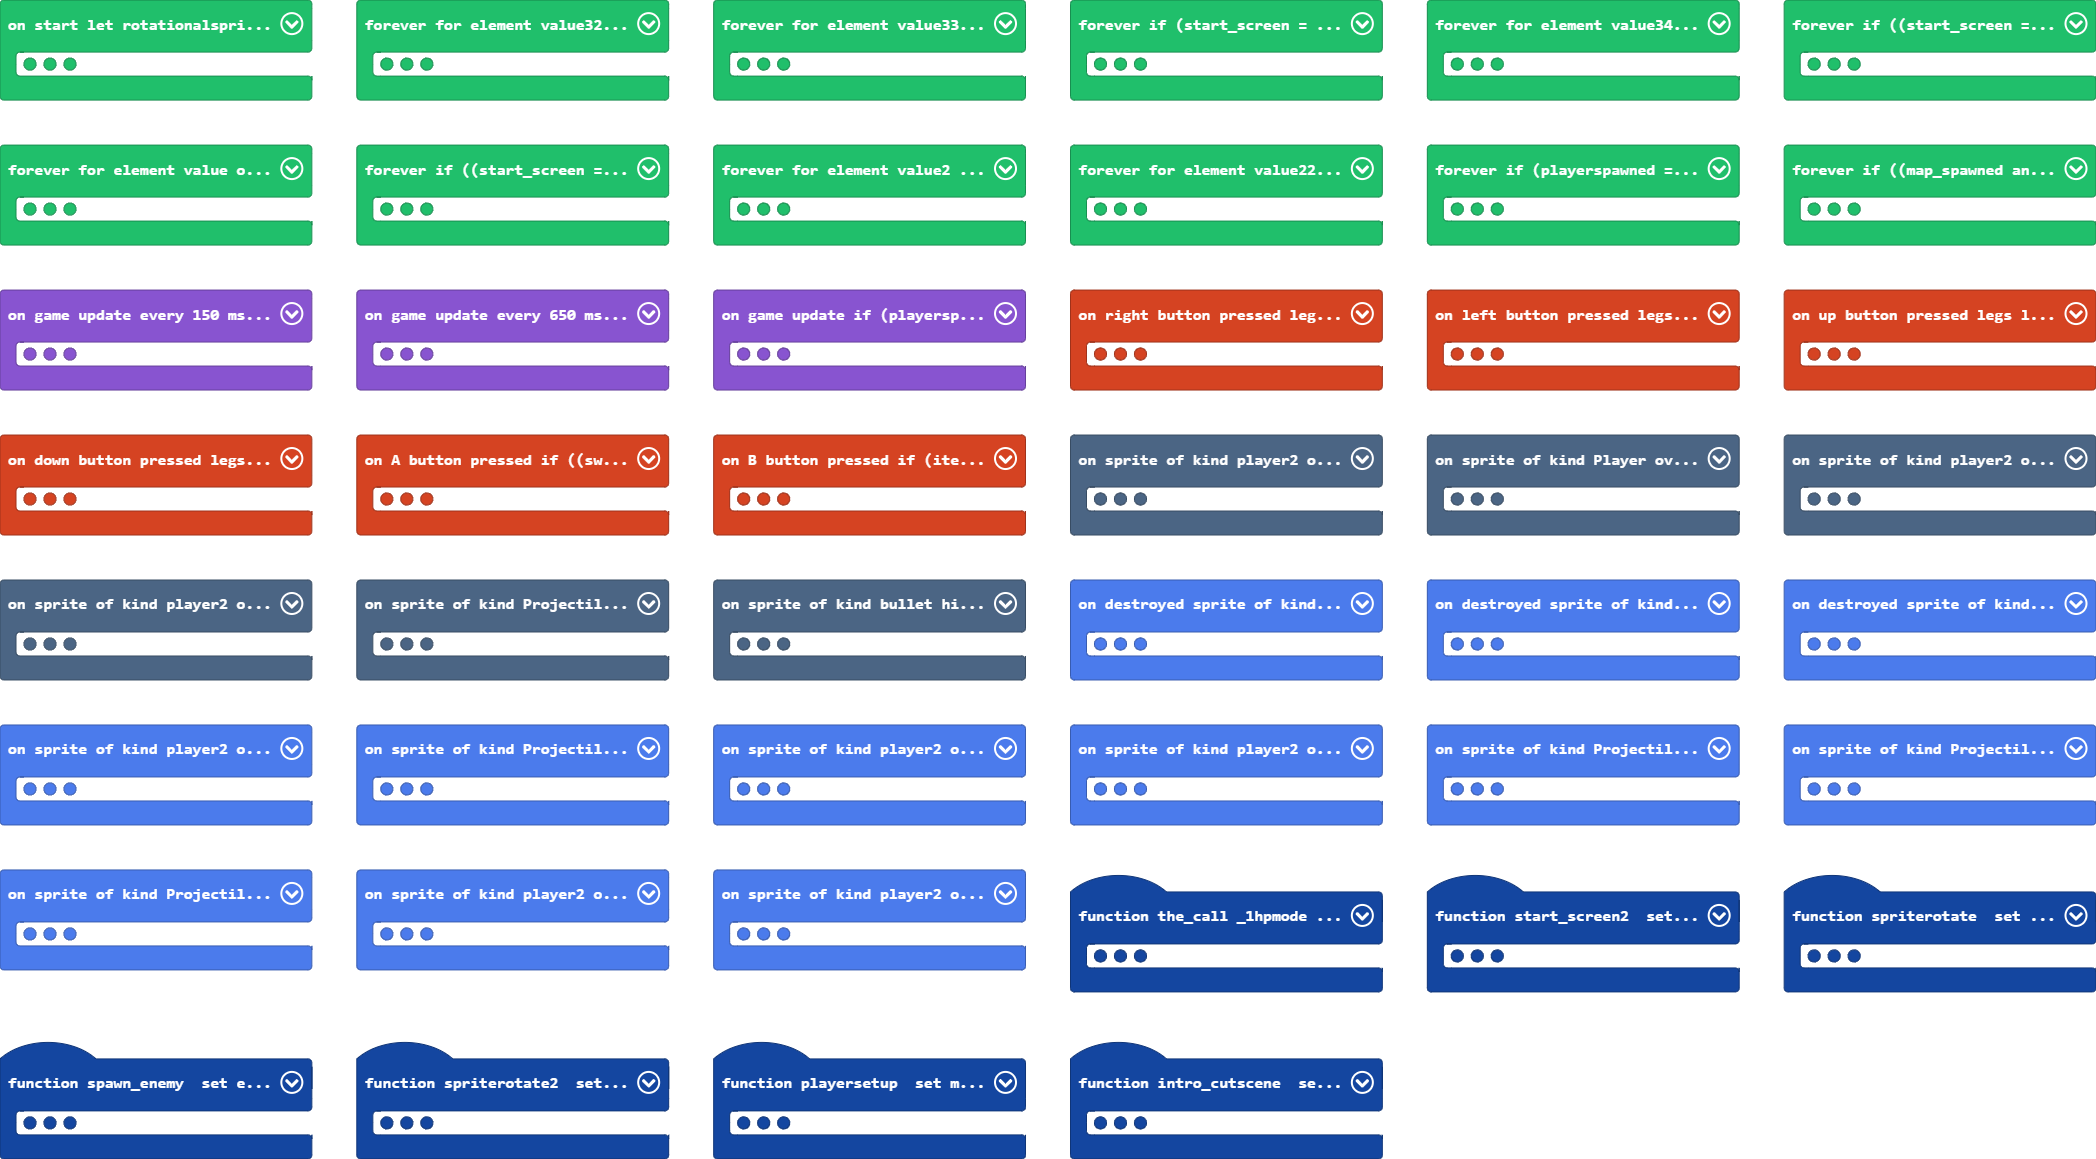 on start let rotationalspri...
forever for element value32...
forever for element value33...
forever if (start_screen = ...
forever for element value34...
forever if ((start_screen =...
forever for element value o...
forever if ((start_screen =...
forever for element value2 ...
forever for element value22...
forever if (playerspawned =...
forever if ((map_spawned an...
on game update every 150 ms...
on game update every 650 ms...
on game update if (playersp...
on right button pressed leg...
on left button pressed legs...
on up button pressed legs l...
on down button pressed legs...
on A button pressed if ((sw...
on B button pressed if (ite...
on sprite of kind player2 o...
on sprite of kind Player ov...
on sprite of kind player2 o...
on sprite of kind player2 o...
on sprite of kind Projectil...
on sprite of kind bullet hi...
on destroyed sprite of kind...
on destroyed sprite of kind...
on destroyed sprite of kind...
on sprite of kind player2 o...
on sprite of kind Projectil...
on sprite of kind player2 o...
on sprite of kind player2 o...
on sprite of kind Projectil...
on sprite of kind Projectil...
on sprite of kind Projectil...
on sprite of kind player2 o...
on sprite of kind player2 o...
function the_call _1hpmode ...
function start_screen2  set...
function spriterotate  set ...
function spawn_enemy  set e...
function spriterotate2  set...
function playersetup  set m...
function intro_cutscene  se...